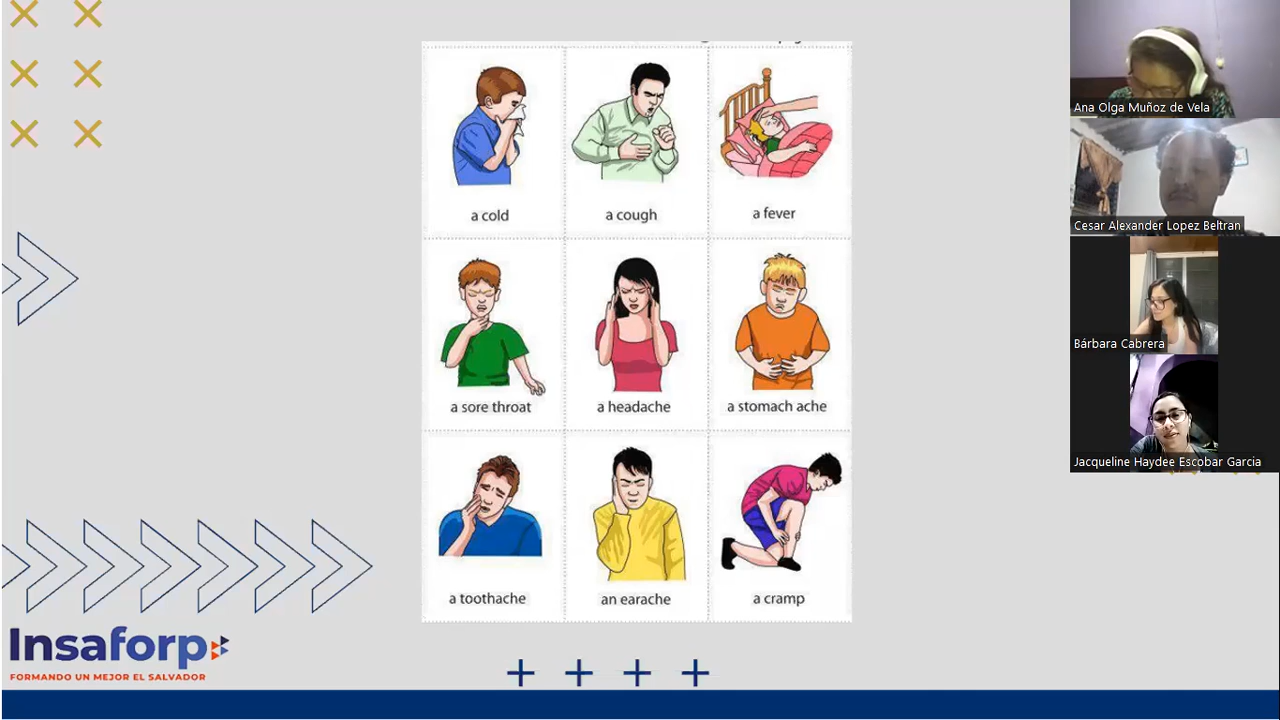 a cold
a cough
a fever
a sore throat
a headache
a stomach ache
a toothache
an earache
a cramp
Insaforp
FORMANDO UN MEJOR EL SALVADOR
Ana Olga Muñoz de Vela
Cesar Alexander Lopez Beltran
Bárbara Cabrera
Jacqueline Haydee Escobar Garcia